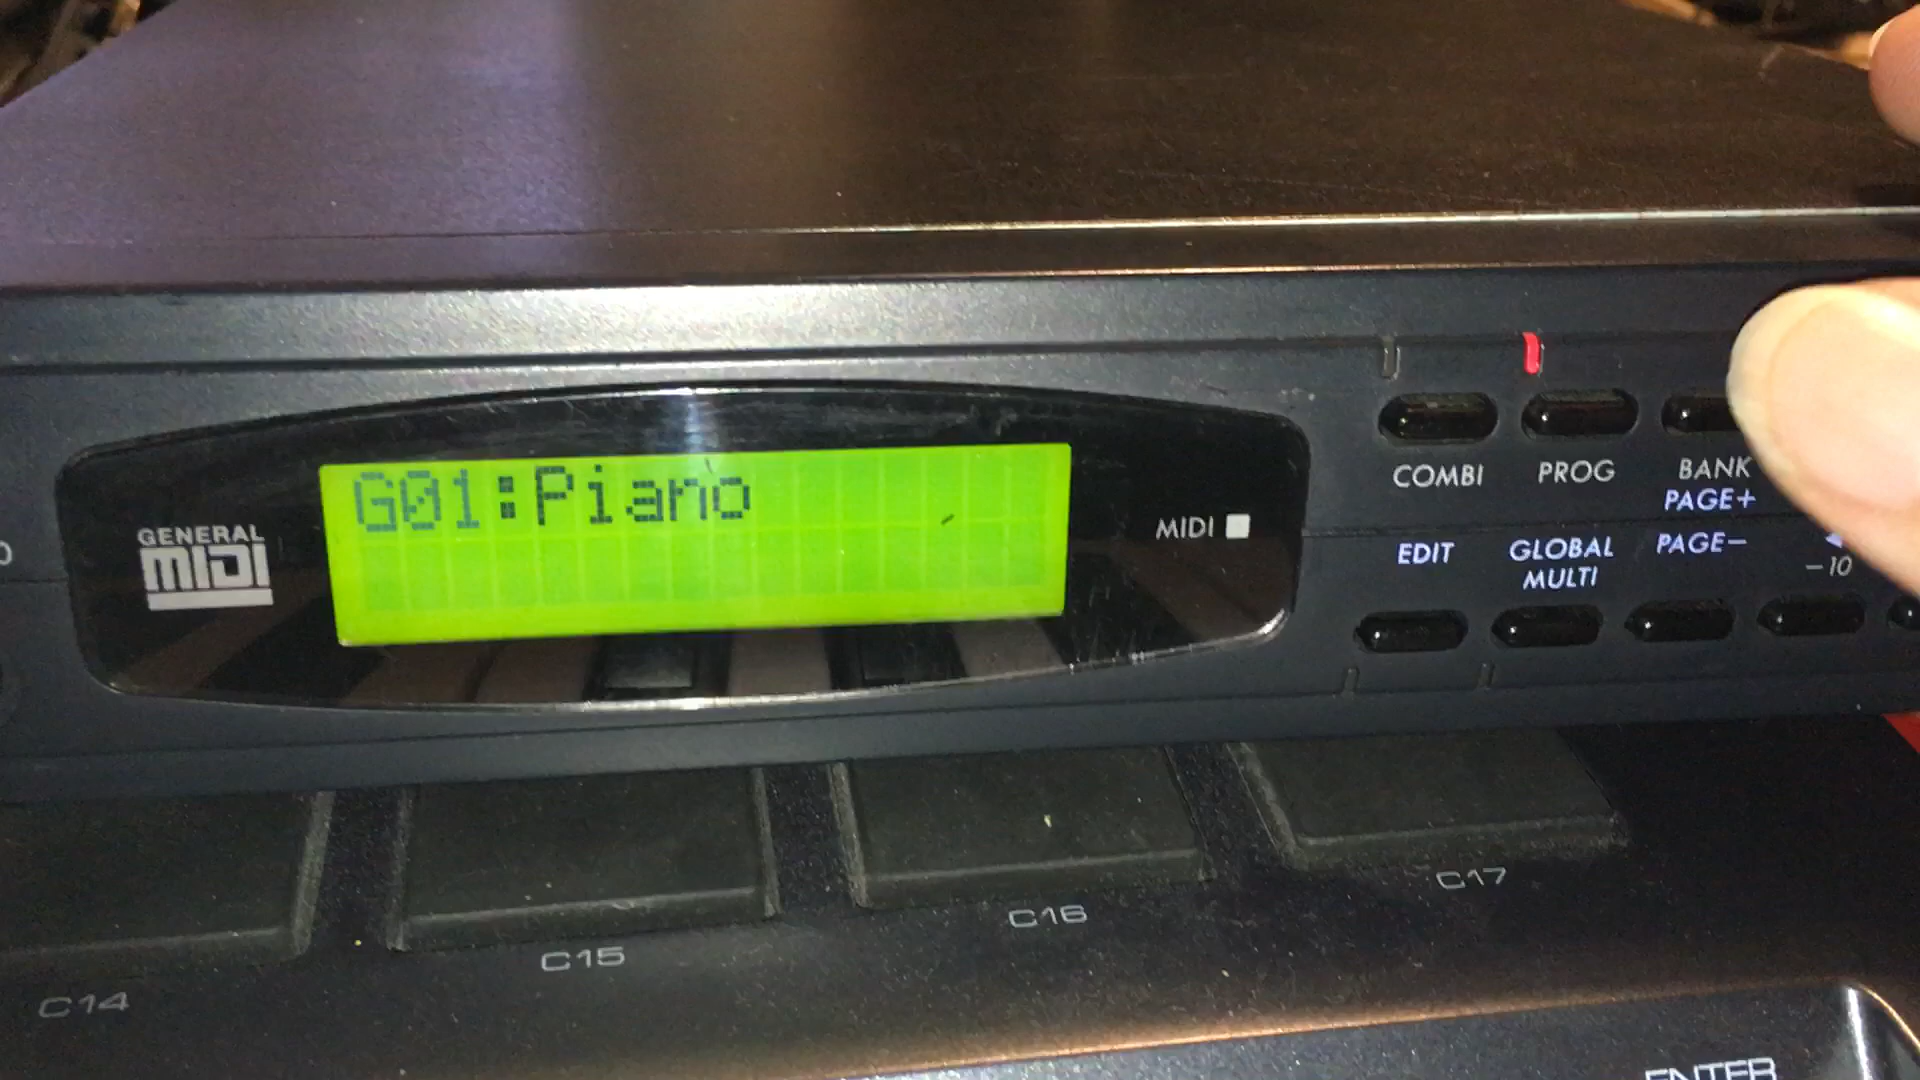 GENERAL
MIDI
G01:Piano
MIDI
COMBI
PROG
BANK
PAGE+
EDIT
GLOBAL
MULTI
PAGE−
−10
C14
C15
C16
C17
ENTER